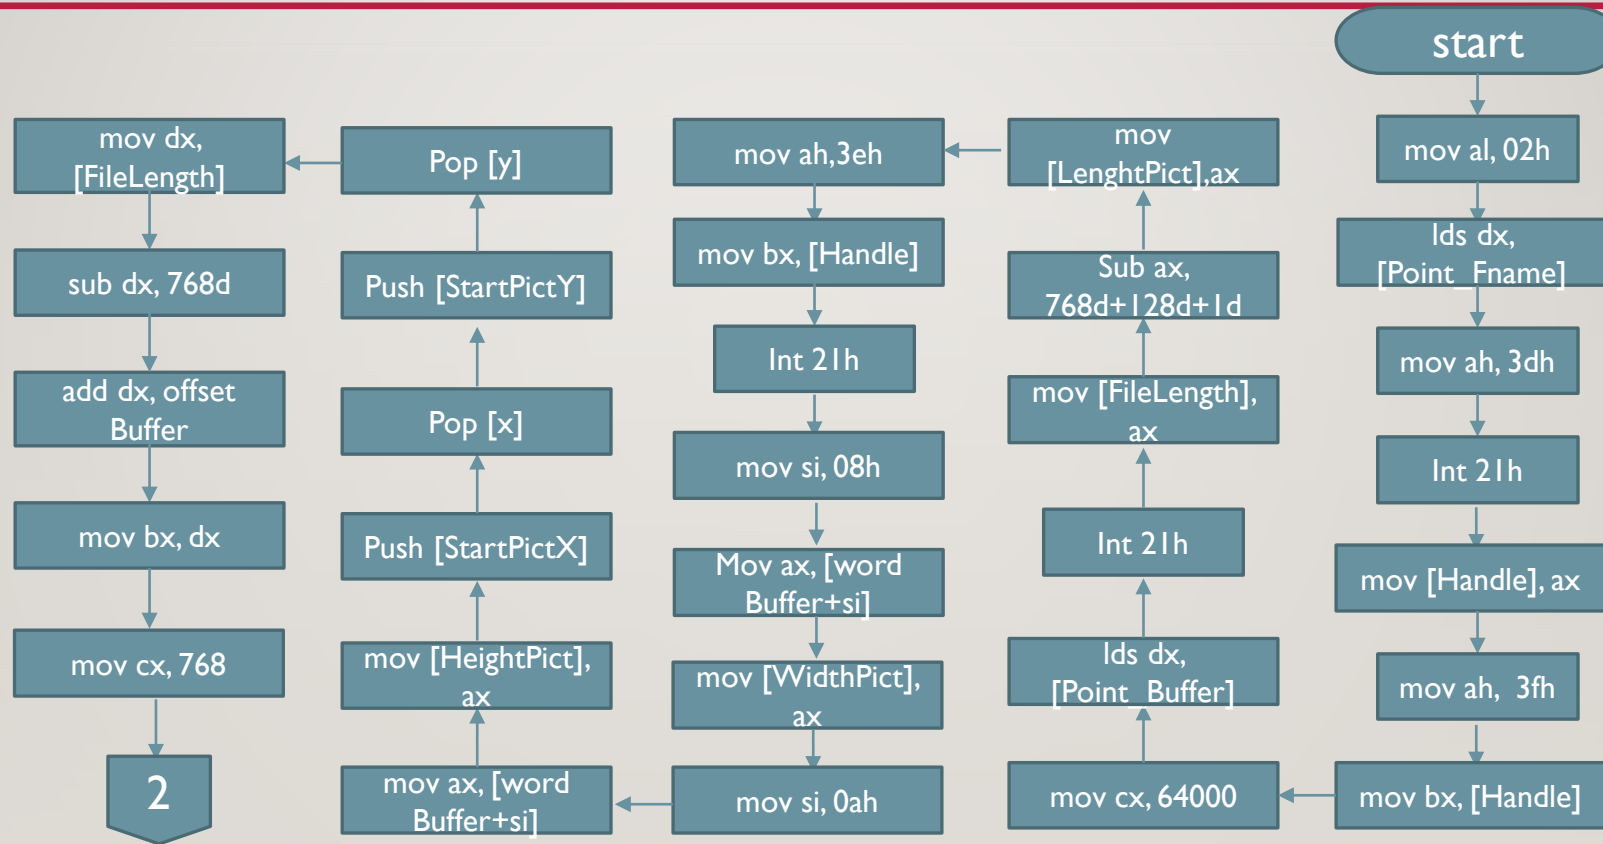 start
mov al, 02h
lds dx,
[Point_Fname]
mov ah, 3dh
Int 21h
mov [Handle], ax
mov ah, 3fh
mov bx, [Handle]
mov cx, 64000
lds dx,
[Point_Buffer]
Int 21h
mov [FileLength],
ax
Sub ax,
768d+128d+1d
mov
[LenghtPict],ax
mov ah,3eh
mov bx, [Handle]
Int 21h
mov si, 08h
Mov ax, [word
Buffer+si]
mov [WidthPict],
ax
mov si, 0ah
mov ax, [word
Buffer+si]
mov [HeightPict],
ax
Push [StartPictX]
Pop [x]
Push [StartPictY]
Pop [y]
mov dx,
[FileLength]
sub dx, 768d
add dx, offset
Buffer
mov bx, dx
mov cx, 768
2